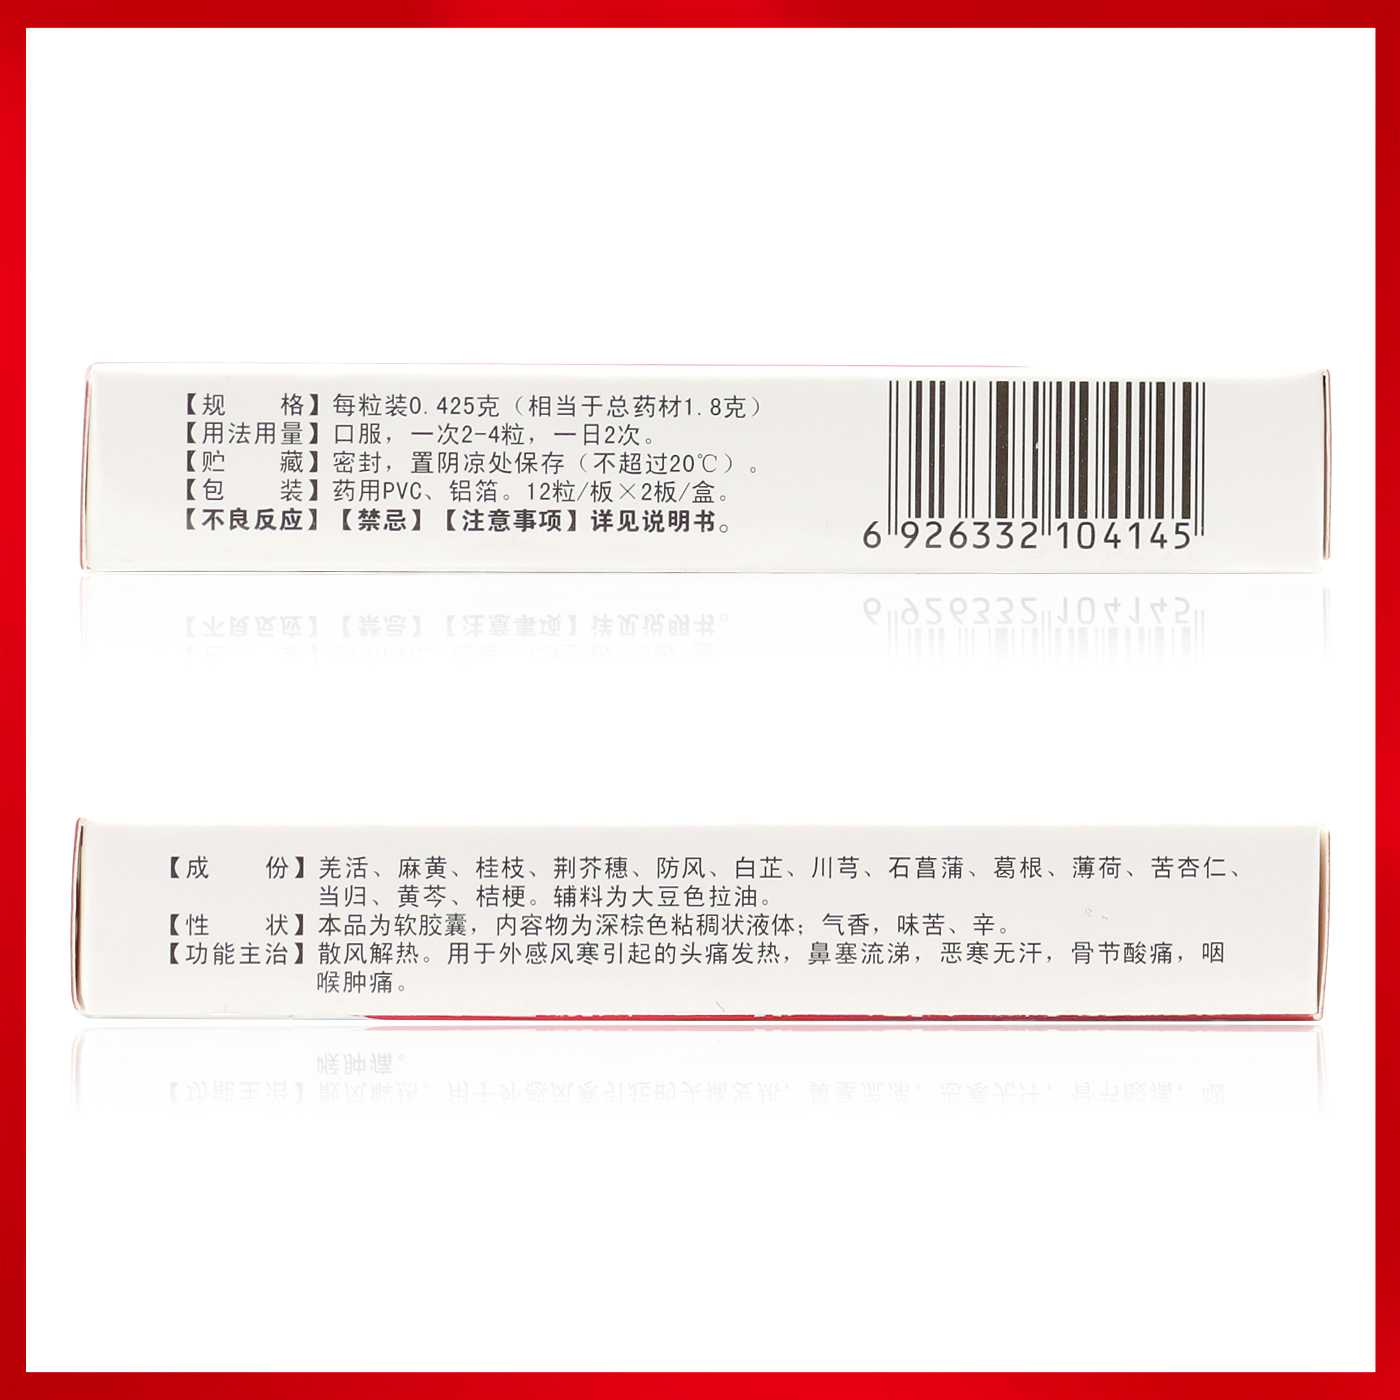 【规　　格】每粒装0.425克（相当于总药材1.8克）
【用法用量】口服，一次2-4粒，一日2次。
【贮　　藏】密封，置阴凉处保存（不超过20℃）。
【包　　装】药用PVC、铝箔。12粒/板×2板/盒。
【不良反应】【禁忌】【注意事项】详见说明书。
6 926332 104145
【成　　份】羌活、麻黄、桂枝、荆芥穗、防风、白芷、川芎、石菖蒲、葛根、薄荷、苦杏仁、
当归、黄芩、桔梗。辅料为大豆色拉油。
【性　　状】本品为软胶囊，内容物为深棕色粘稠状液体；气香，味苦、辛。
【功能主治】散风解热。用于外感风寒引起的头痛发热，鼻塞流涕，恶寒无汗，骨节酸痛，咽
喉肿痛。